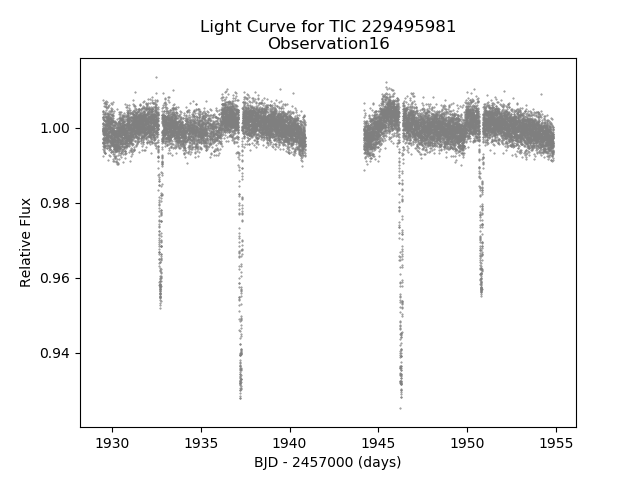 Light Curve for TIC 229495981
Observation16
1.00
0.98
0.96
0.94
Relative Flux
1930 1935 1940 1945 1950 1955
BJD - 2457000 (days)